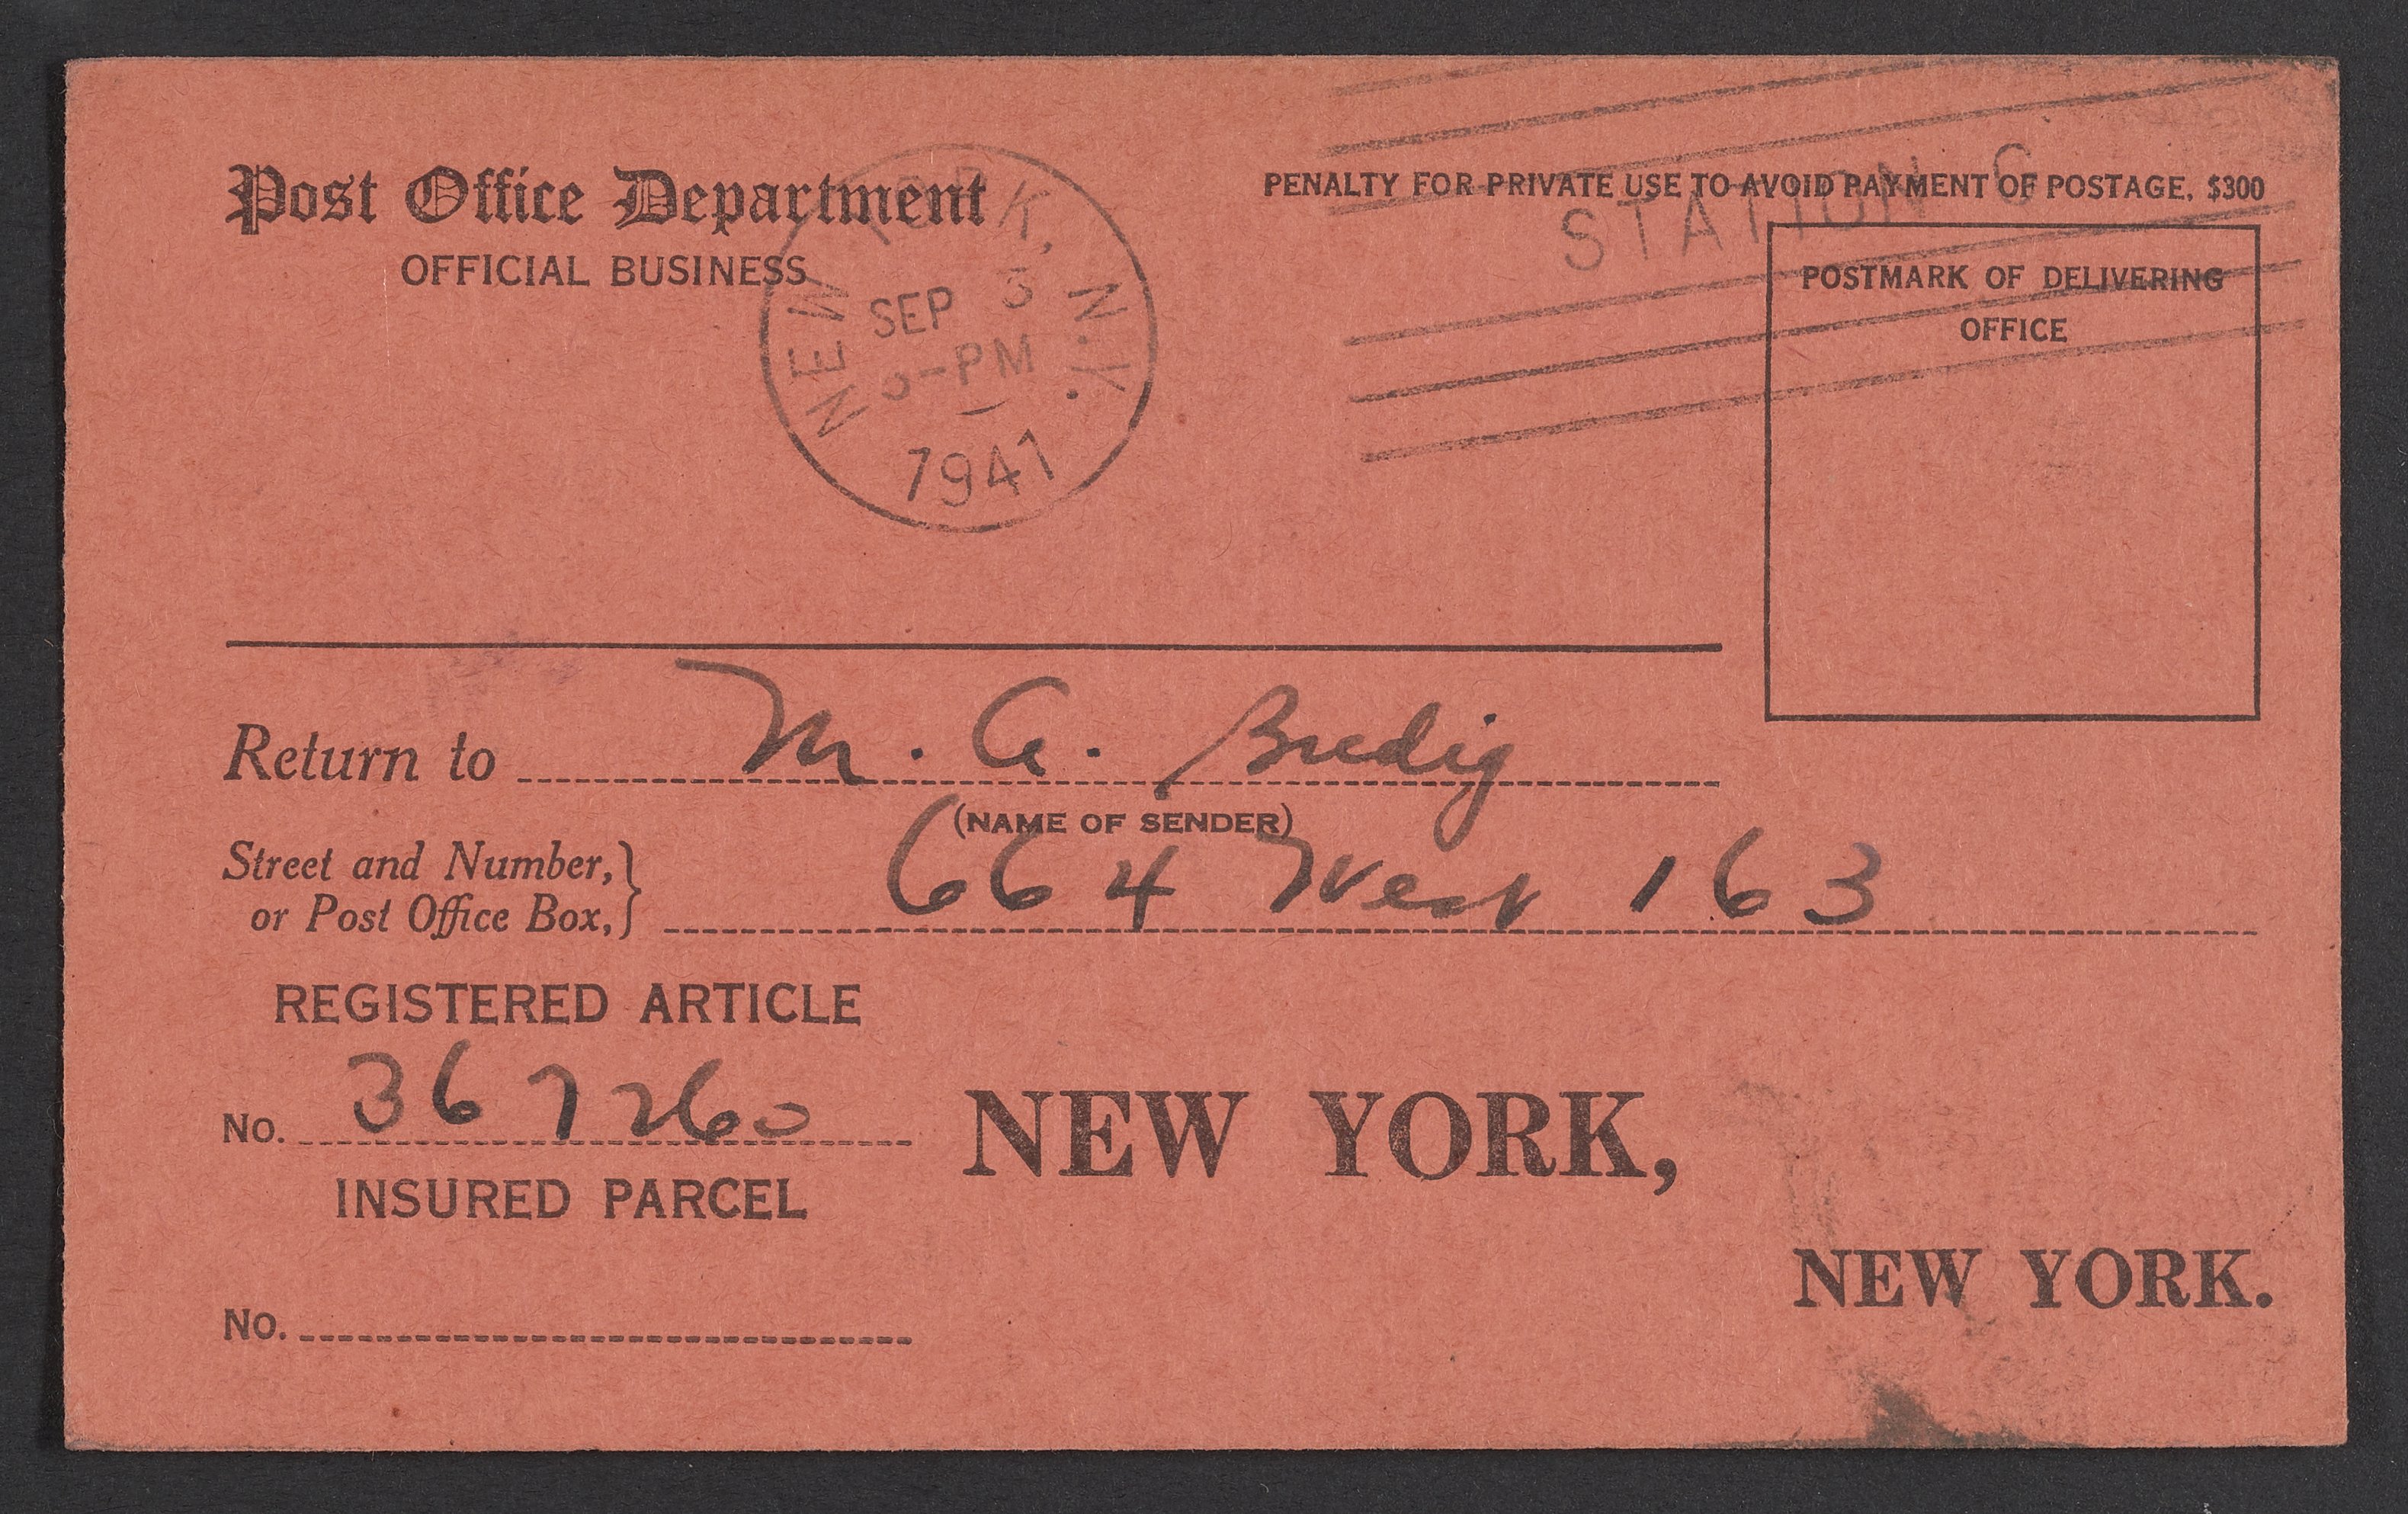 Post Office Department
OFFICIAL BUSINESS
PENALTY FOR PRIVATE USE TO AVOID PAYMENT OF POSTAGE, $300
NEW YORK, N.Y.
SEP 3
-PM
1941
STATION
POSTMARK OF DELIVERING
OFFICE
Return to M. A. Bredig
(NAME OF SENDER)
Street and Number,
or Post Office Box, 664 West 163
REGISTERED ARTICLE
No. 367260
INSURED PARCEL
No.
NEW YORK,
NEW YORK.